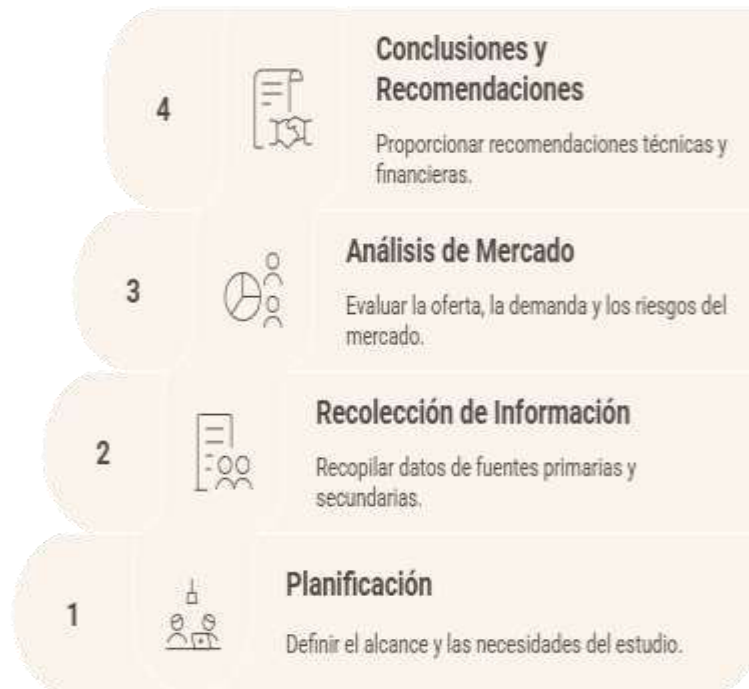 4
Conclusiones y
Recomendaciones
Proporcionar recomendaciones técnicas y
financieras.
3
Análisis de Mercado
Evaluar la oferta, la demanda y los riesgos del
mercado.
2
Recolección de Información
Recopilar datos de fuentes primarias y
secundarias.
1
Planificación
Definir el alcance y las necesidades del estudio.